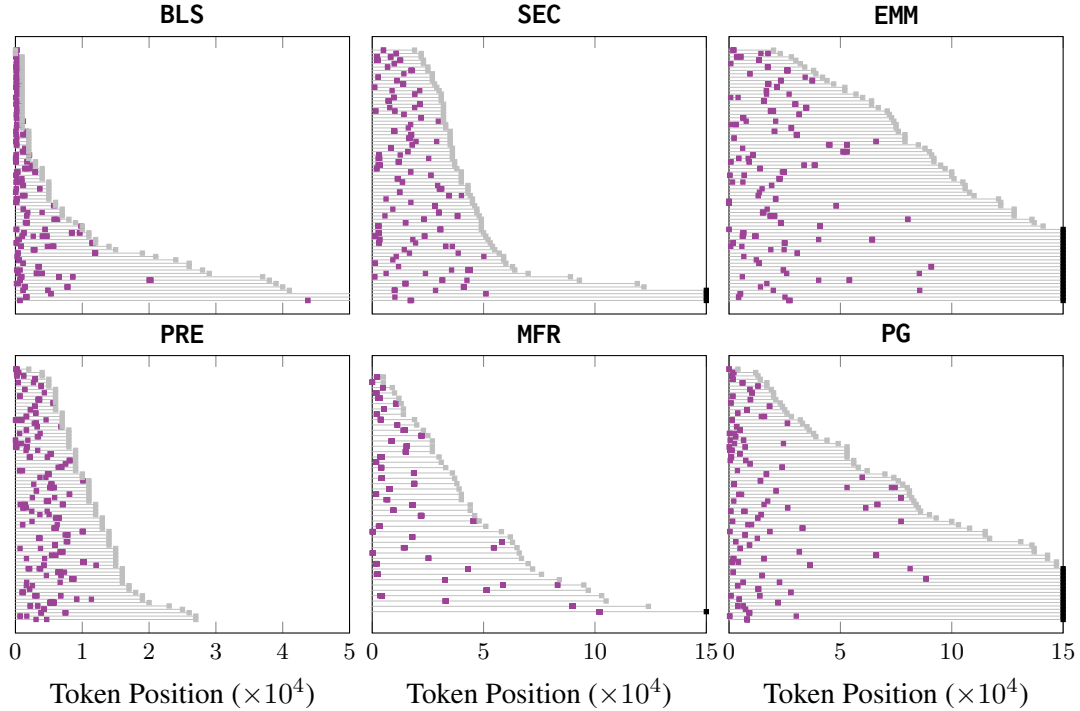 BLS SEC EMM
PRE MFR PG
0 1 2 3 4 5 0 5 10 15 0 5 10 15
Token Position (×10⁴) Token Position (×10⁴) Token Position (×10⁴)